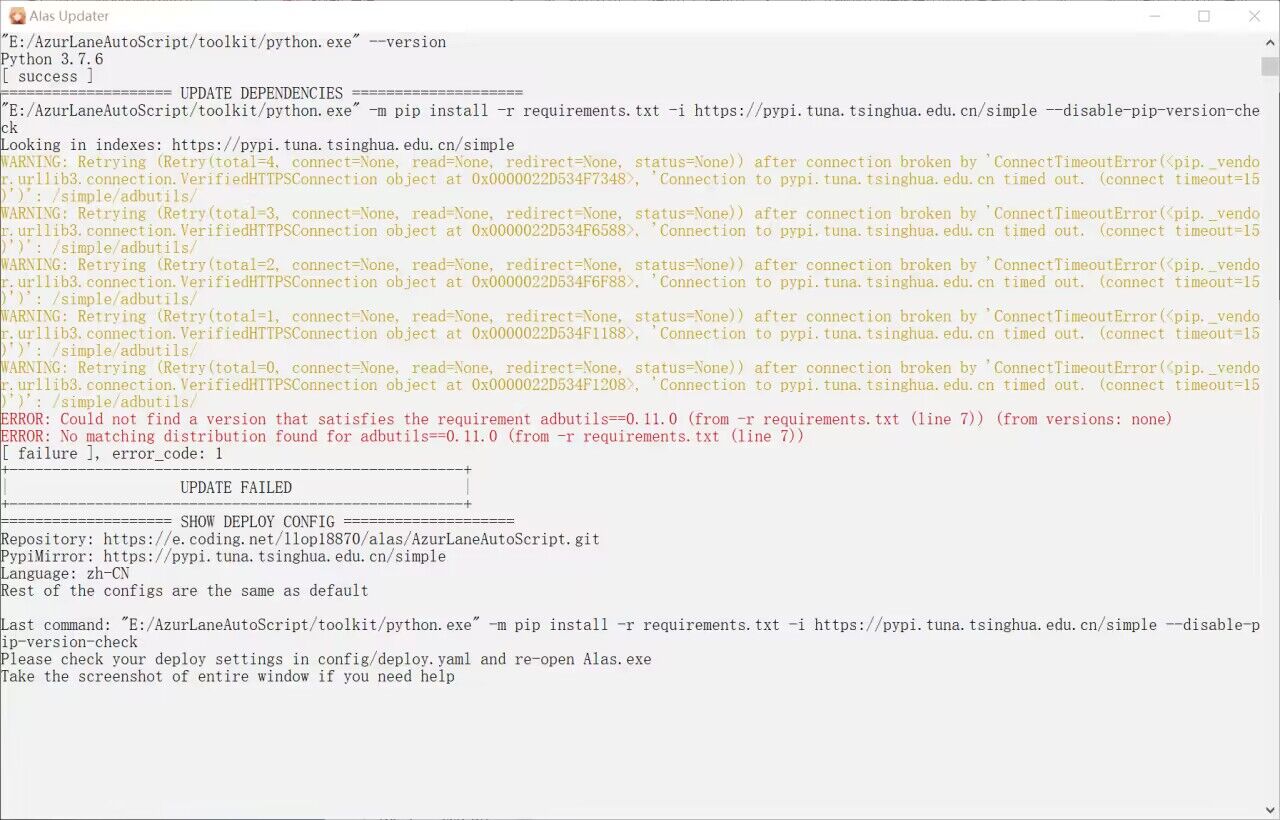 Alas Updater
"E:/AzurLaneAutoScript/toolkit/python.exe" --version
Python 3.7.6
[ success ]
==================== UPDATE DEPENDENCIES ====================
"E:/AzurLaneAutoScript/toolkit/python.exe" -m pip install -r requirements.txt -i https://pypi.tuna.tsinghua.edu.cn/simple --disable-pip-version-che
ck
Looking in indexes: https://pypi.tuna.tsinghua.edu.cn/simple
WARNING: Retrying (Retry(total=4, connect=None, read=None, redirect=None, status=None)) after connection broken by 'ConnectTimeoutError(<pip._vendo
r.urllib3.connection.VerifiedHTTPSConnection object at 0x0000022D534F7348>, 'Connection to pypi.tuna.tsinghua.edu.cn timed out. (connect timeout=15
)')': /simple/adbutils/
WARNING: Retrying (Retry(total=3, connect=None, read=None, redirect=None, status=None)) after connection broken by 'ConnectTimeoutError(<pip._vendo
r.urllib3.connection.VerifiedHTTPSConnection object at 0x0000022D534F6588>, 'Connection to pypi.tuna.tsinghua.edu.cn timed out. (connect timeout=15
)')': /simple/adbutils/
WARNING: Retrying (Retry(total=2, connect=None, read=None, redirect=None, status=None)) after connection broken by 'ConnectTimeoutError(<pip._vendo
r.urllib3.connection.VerifiedHTTPSConnection object at 0x0000022D534F6F88>, 'Connection to pypi.tuna.tsinghua.edu.cn timed out. (connect timeout=15
)')': /simple/adbutils/
WARNING: Retrying (Retry(total=1, connect=None, read=None, redirect=None, status=None)) after connection broken by 'ConnectTimeoutError(<pip._vendo
r.urllib3.connection.VerifiedHTTPSConnection object at 0x0000022D534F1188>, 'Connection to pypi.tuna.tsinghua.edu.cn timed out. (connect timeout=15
)')': /simple/adbutils/
WARNING: Retrying (Retry(total=0, connect=None, read=None, redirect=None, status=None)) after connection broken by 'ConnectTimeoutError(<pip._vendo
r.urllib3.connection.VerifiedHTTPSConnection object at 0x0000022D534F1208>, 'Connection to pypi.tuna.tsinghua.edu.cn timed out. (connect timeout=15
)')': /simple/adbutils/
ERROR: Could not find a version that satisfies the requirement adbutils==0.11.0 (from -r requirements.txt (line 7)) (from versions: none)
ERROR: No matching distribution found for adbutils==0.11.0 (from -r requirements.txt (line 7))
[ failure ], error_code: 1
+-----------------------------------------------------+
|                    UPDATE FAILED                    |
+-----------------------------------------------------+
==================== SHOW DEPLOY CONFIG ====================
Repository: https://e.coding.net/llop18870/alas/AzurLaneAutoScript.git
PypiMirror: https://pypi.tuna.tsinghua.edu.cn/simple
Language: zh-CN
Rest of the configs are the same as default
Last command: "E:/AzurLaneAutoScript/toolkit/python.exe" -m pip install -r requirements.txt -i https://pypi.tuna.tsinghua.edu.cn/simple --disable-p
ip-version-check
Please check your deploy settings in config/deploy.yaml and re-open Alas.exe
Take the screenshot of entire window if you need help